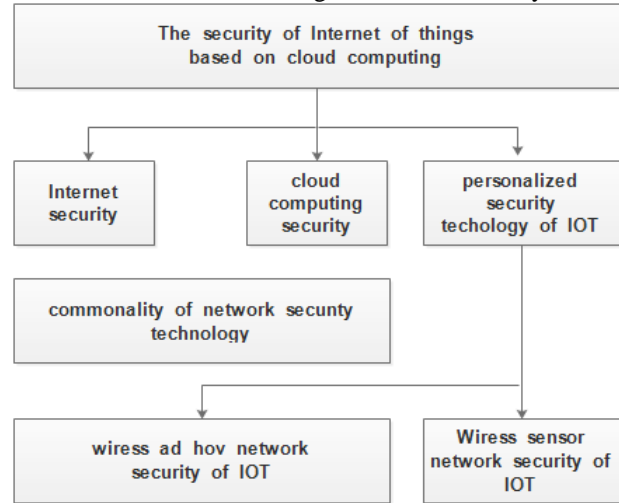 The security of Internet of things
based on cloud computing
Internet
security
cloud
computing
security
personalized
security
techology of IOT
commonality of network secunty
technology
wiress ad hov network
security of IOT
Wiress sensor
network security of
IOT